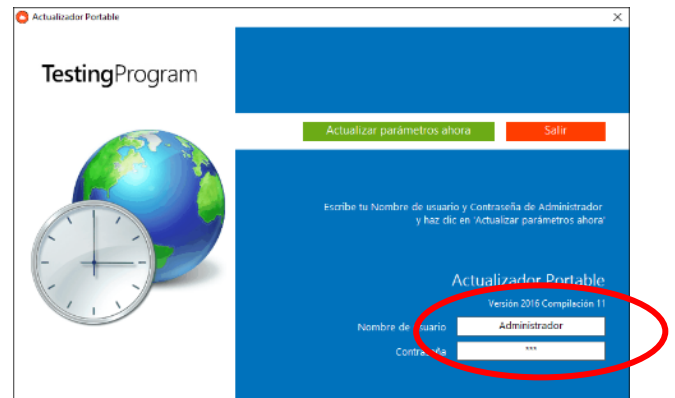 Actualizador Portable
TestingProgram
Actualizar parámetros ahora
Salir
Escribe tu Nombre de usuario y Contraseña de Administrador
y haz clic en 'Actualizar parámetros ahora'
Actualizador Portable
Versión 2016 Compilación 11
Nombre de usuario Administrador
Contraseña ***